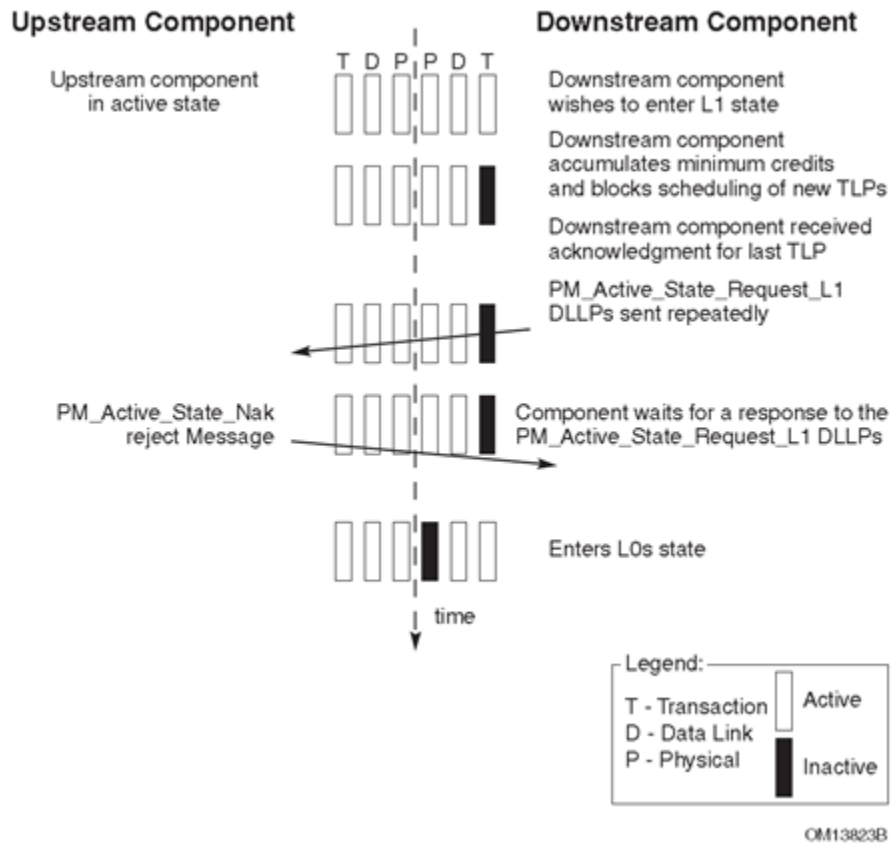 Upstream Component
Downstream Component
T D P P D T
Upstream component
in active state
Downstream component
wishes to enter L1 state
Downstream component
accumulates minimum credits
and blocks scheduling of new TLPs
Downstream component received
acknowledgment for last TLP
PM_Active_State_Request_L1
DLLPs sent repeatedly
PM_Active_State_Nak
reject Message
Component waits for a response to the
PM_Active_State_Request_L1 DLLPs
Enters L0s state
time
Legend:
T - Transaction
D - Data Link
P - Physical
Active
Inactive
OM13823B